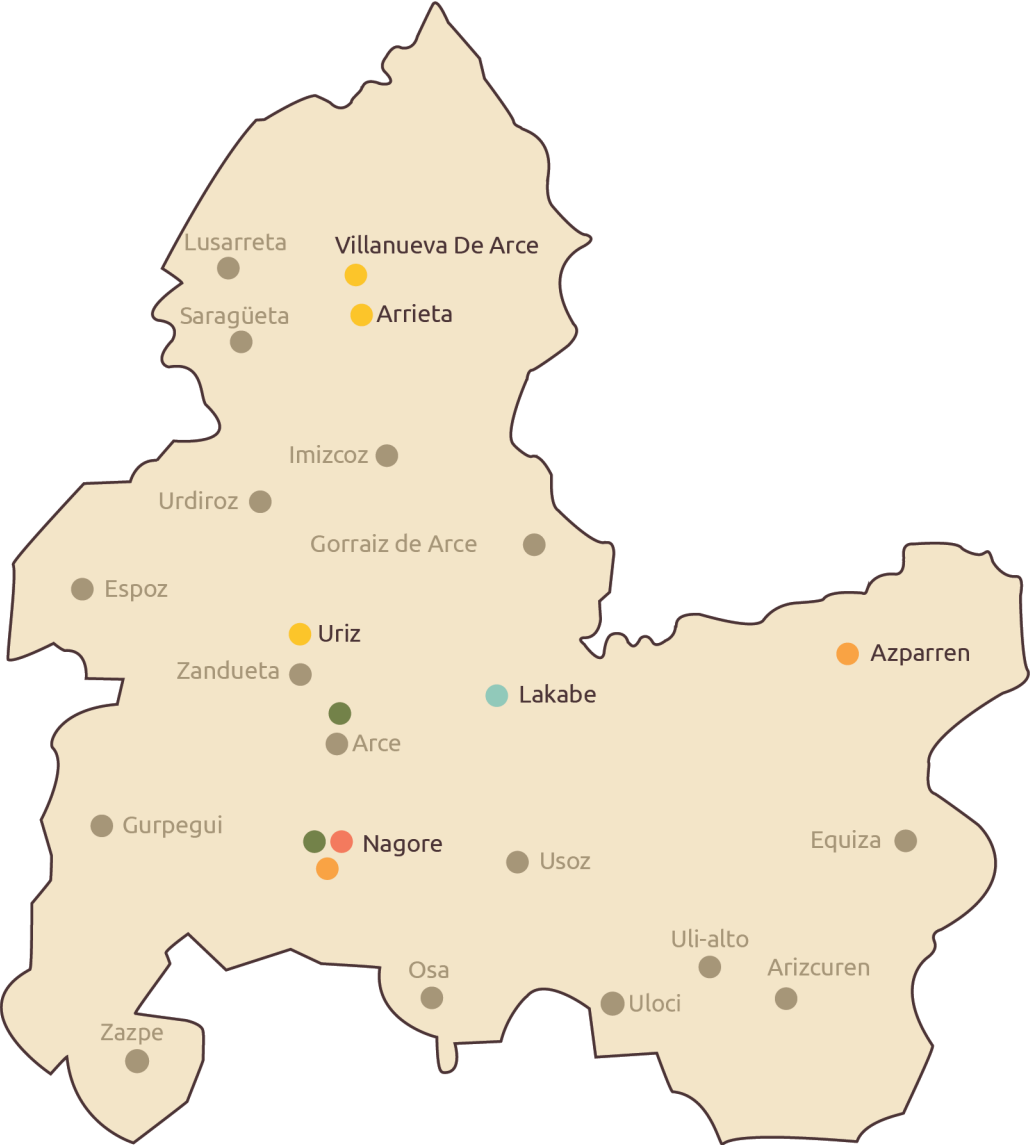 Lusarreta
Villanueva De Arce
Saragüeta
Arrieta
Imizcoz
Urdiroz
Gorraiz de Arce
Espoz
Uriz
Azparren
Zandueta
Lakabe
Arce
Gurpegui
Equiza
Nagore
Usoz
Uli-alto
Osa
Arizcuren
Uloci
Zazpe